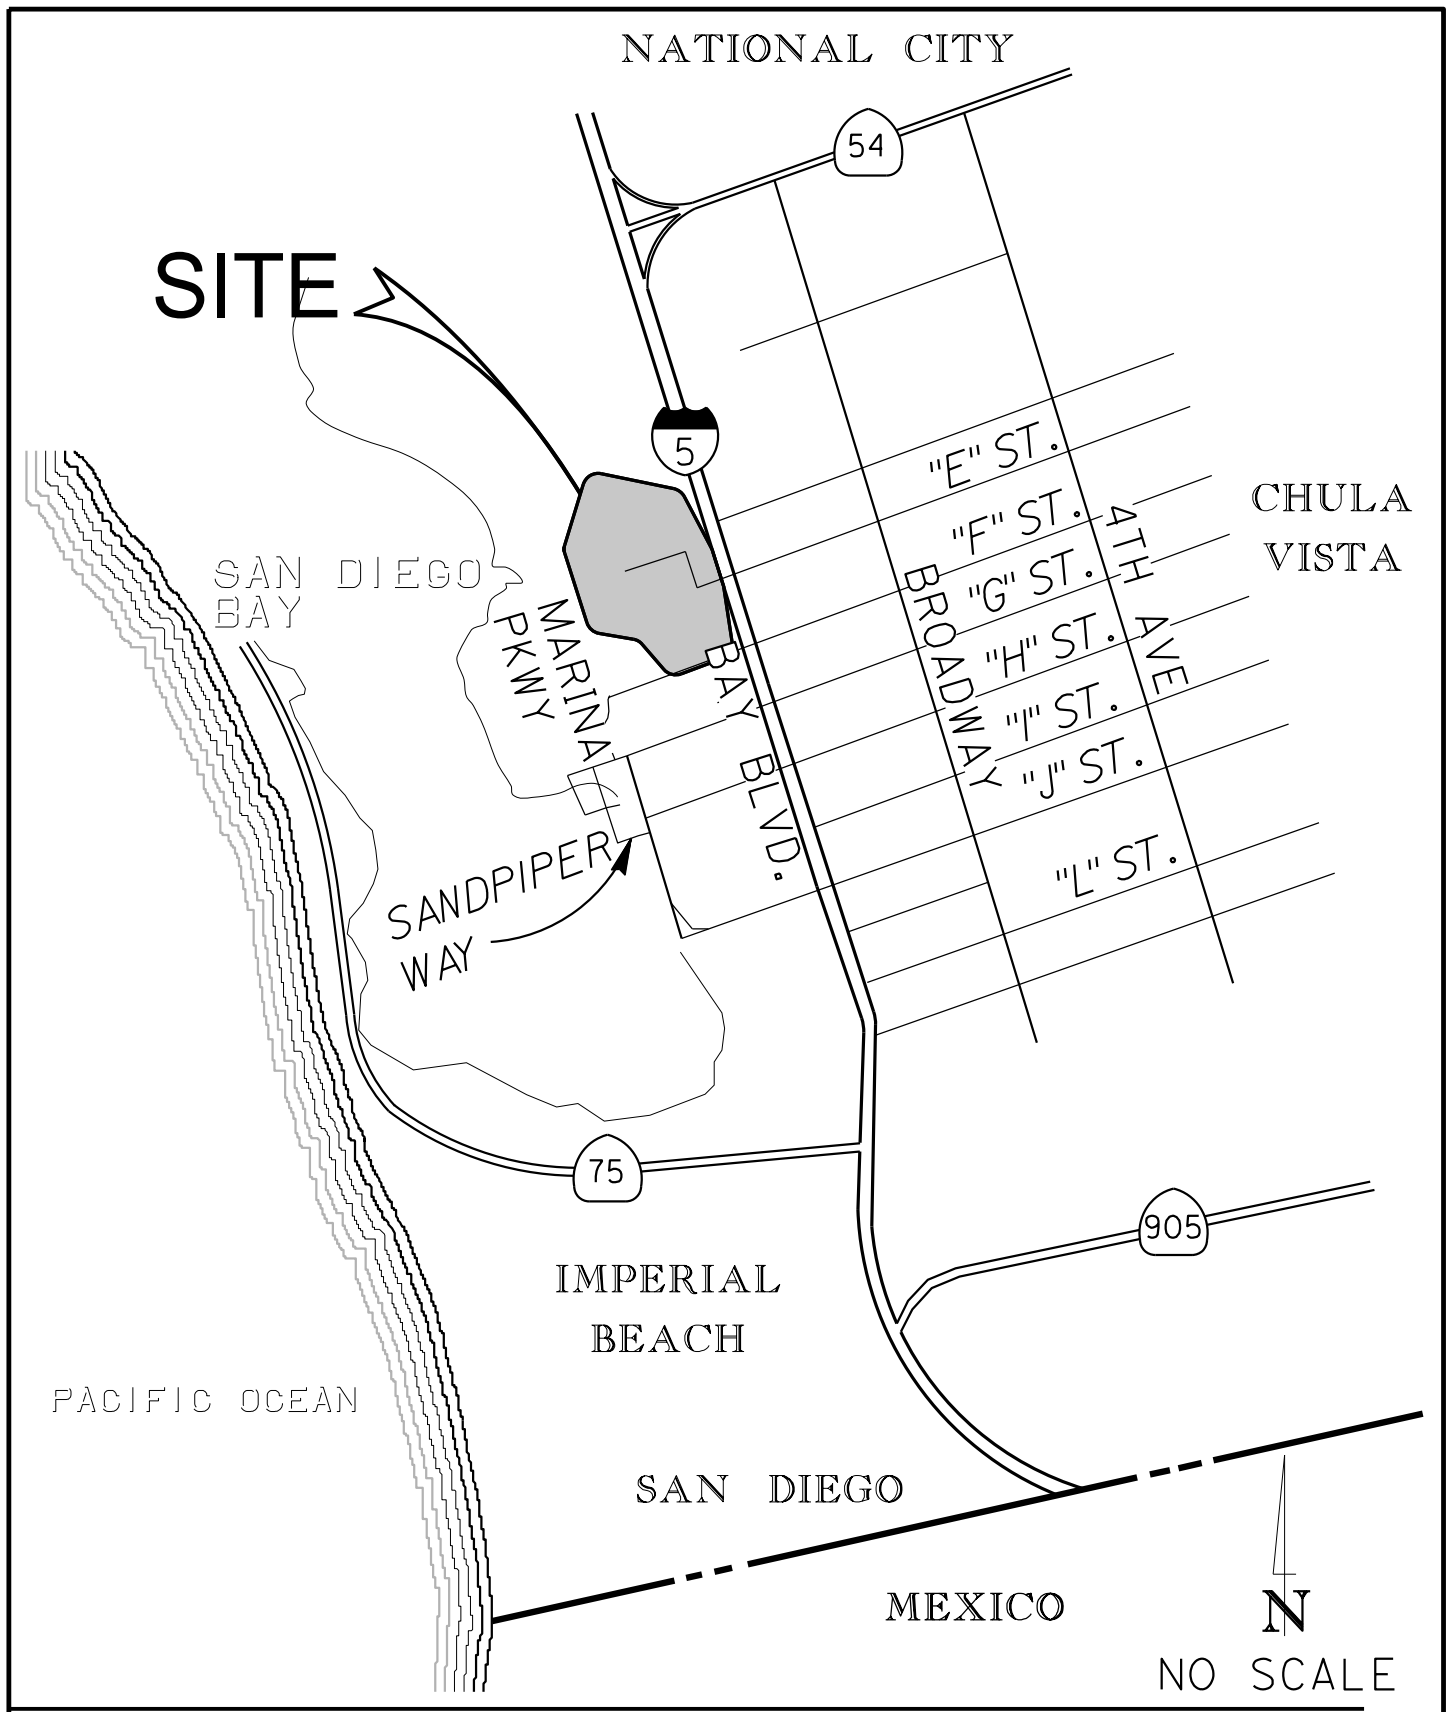 NATIONAL CITY
54
SITE
5
"E" ST.
CHULA
VISTA
"F" ST.
4TH AVE
SAN DIEGO
BAY
BROADWAY
"G" ST.
MARINA
PKWY
"H" ST.
BAY BLVD.
"I" ST.
"J" ST.
SANDPIPER
WAY
"L" ST.
75
905
IMPERIAL
BEACH
PACIFIC OCEAN
SAN DIEGO
MEXICO
N
NO SCALE